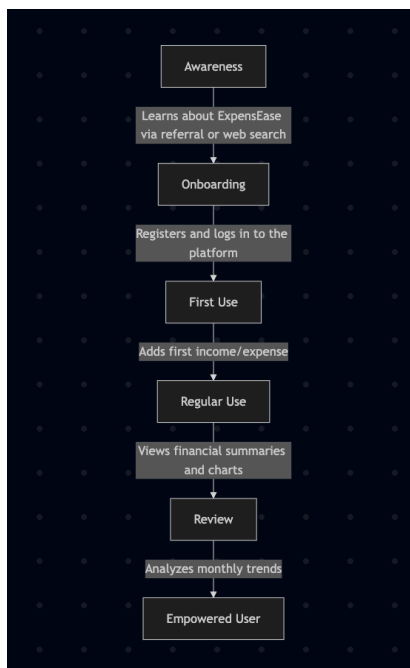 Awareness
Learns about ExpensEase
via referral or web search
Onboarding
Registers and logs in to the
platform
First Use
Adds first income/expense
Regular Use
Views financial summaries
and charts
Review
Analyzes monthly trends
Empowered User